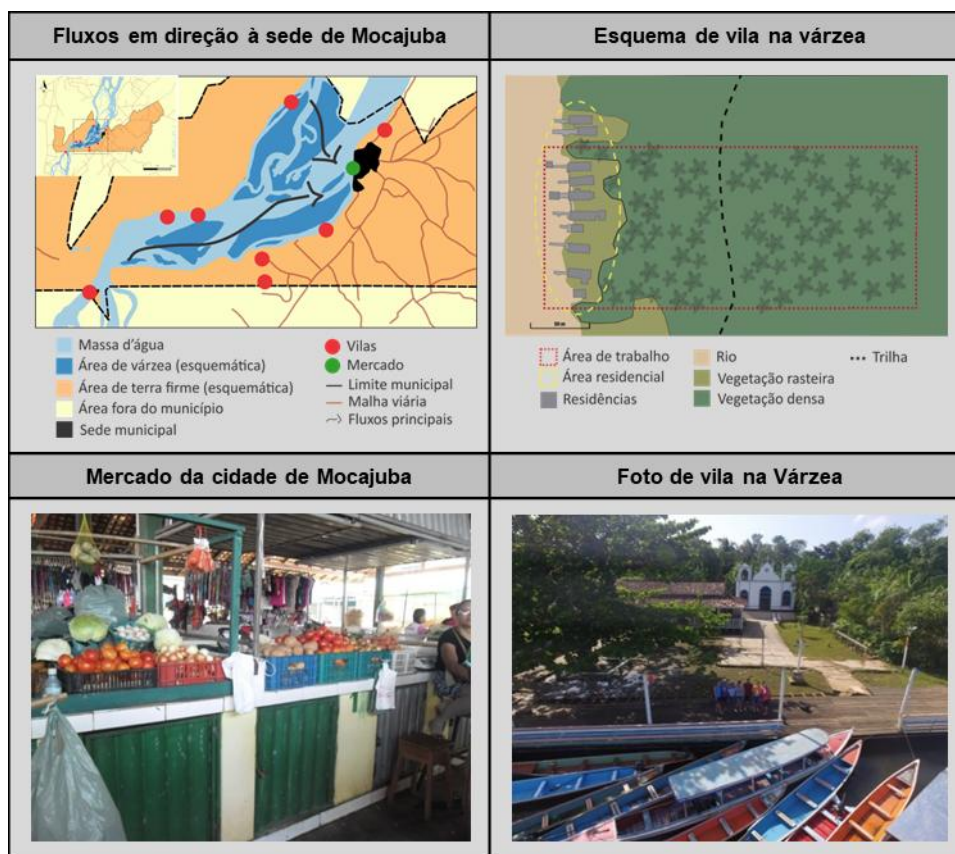 Fluxos em direção à sede de Mocajuba
Esquema de vila na várzea
Massa d'água
Área de várzea (esquemática)
Área de terra firme (esquemática)
Área fora do município
Sede municipal
Vilas
Mercado
Limite municipal
Malha viária
Fluxos principais
Área de trabalho
Área residencial
Residências
Rio
Vegetação rasteira
Vegetação densa
Trilha
Mercado da cidade de Mocajuba
Foto de vila na Várzea